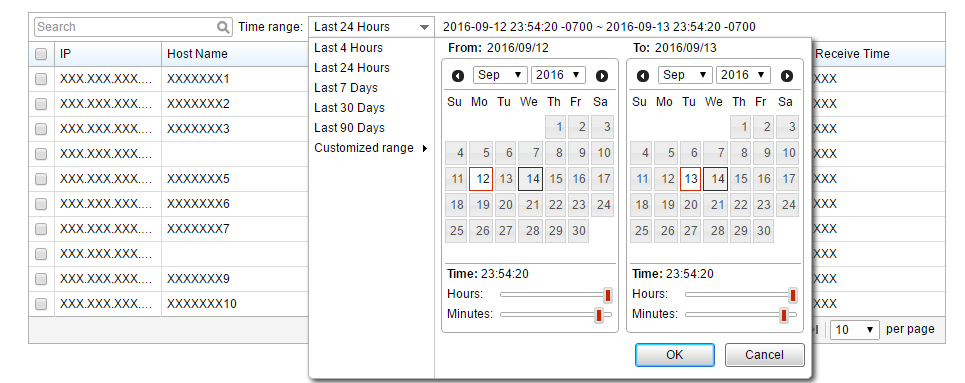 Search Time range: Last 24 Hours 2016-09-12 23:54:20 -0700 ~ 2016-09-13 23:54:20 -0700
IP Host Name Receive Time
XXX.XXX.XXX.... XXXXXXX1 XXX
XXX.XXX.XXX.... XXXXXXX2 XXX
XXX.XXX.XXX.... XXXXXXX3 XXX
XXX.XXX.XXX.... XXX
XXX.XXX.XXX.... XXXXXXX5 XXX
XXX.XXX.XXX.... XXXXXXX6 XXX
XXX.XXX.XXX.... XXXXXXX7 XXX
XXX.XXX.XXX.... XXX
XXX.XXX.XXX.... XXXXXXX9 XXX
XXX.XXX.XXX.... XXXXXXX10 XXX
Last 4 Hours
Last 24 Hours
Last 7 Days
Last 30 Days
Last 90 Days
Customized range
From: 2016/09/12
Sep 2016
Su Mo Tu We Th Fr Sa
1 2 3
4 5 6 7 8 9 10
11 12 13 14 15 16 17
18 19 20 21 22 23 24
25 26 27 28 29 30
Time: 23:54:20
Hours:
Minutes:
To: 2016/09/13
Sep 2016
Su Mo Tu We Th Fr Sa
1 2 3
4 5 6 7 8 9 10
11 12 13 14 15 16 17
18 19 20 21 22 23 24
25 26 27 28 29 30
Time: 23:54:20
Hours:
Minutes:
OK Cancel
10 per page